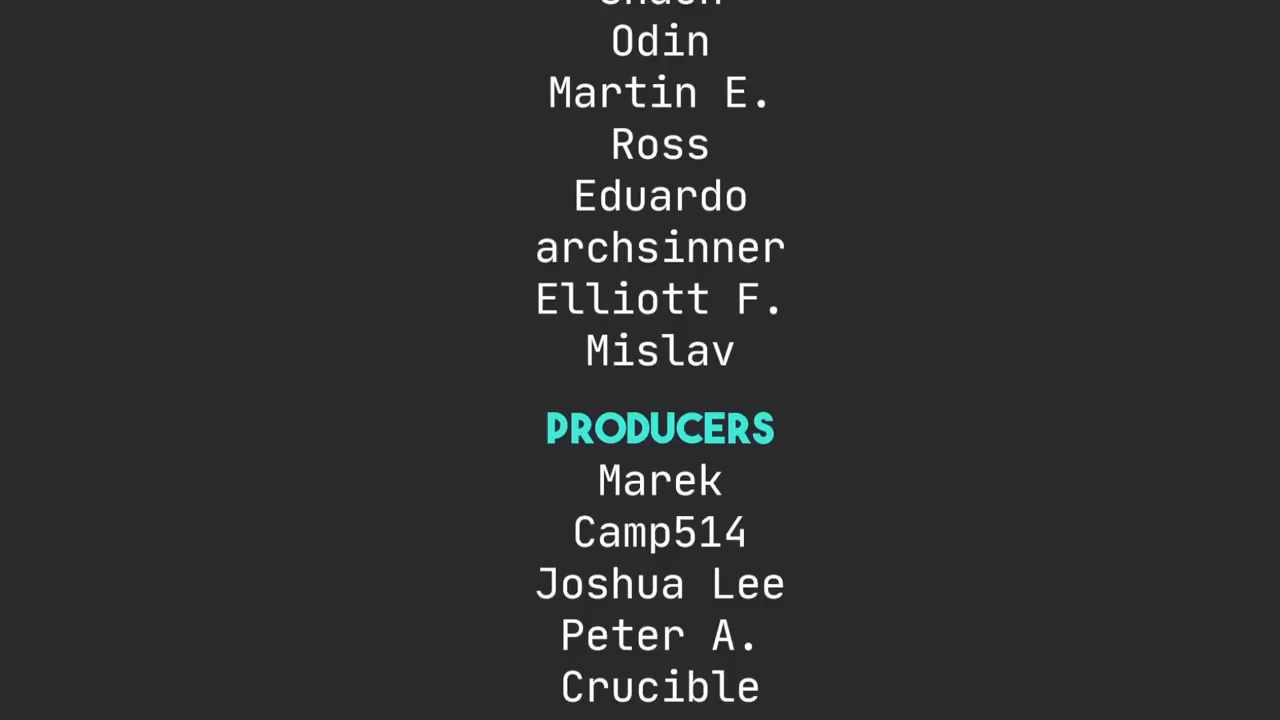 Odin
Martin E.
Ross
Eduardo
archsinner
Elliott F.
Mislav
PRODUCERS
Marek
Camp514
Joshua Lee
Peter A.
Crucible